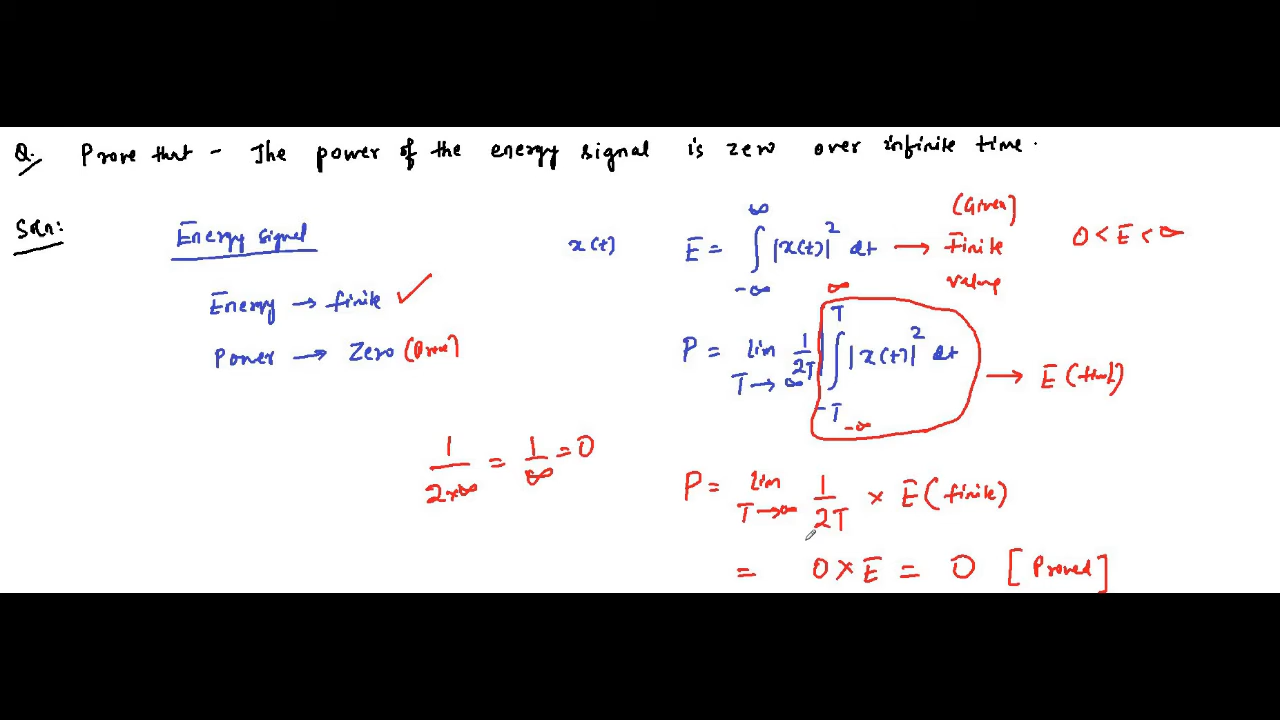 Q. Prove that - The power of the energy signal is zero over infinite time.
Soln:
Energy signal
x(t)
E = ∫_{-∞}^{∞} |x(t)|² dt → Finite value (Given)
0 < E < ∞
Energy → finite ✓
Power → Zero (Prove)
P = lim_{T→∞} 1/2T ∫_{-T}^{T} |x(t)|² dt → E
∞
-∞
1/(2×∞) = 1/∞ = 0
P = lim_{T→∞} 1/2T × E (finite)
= 0 × E = 0 [Proved]